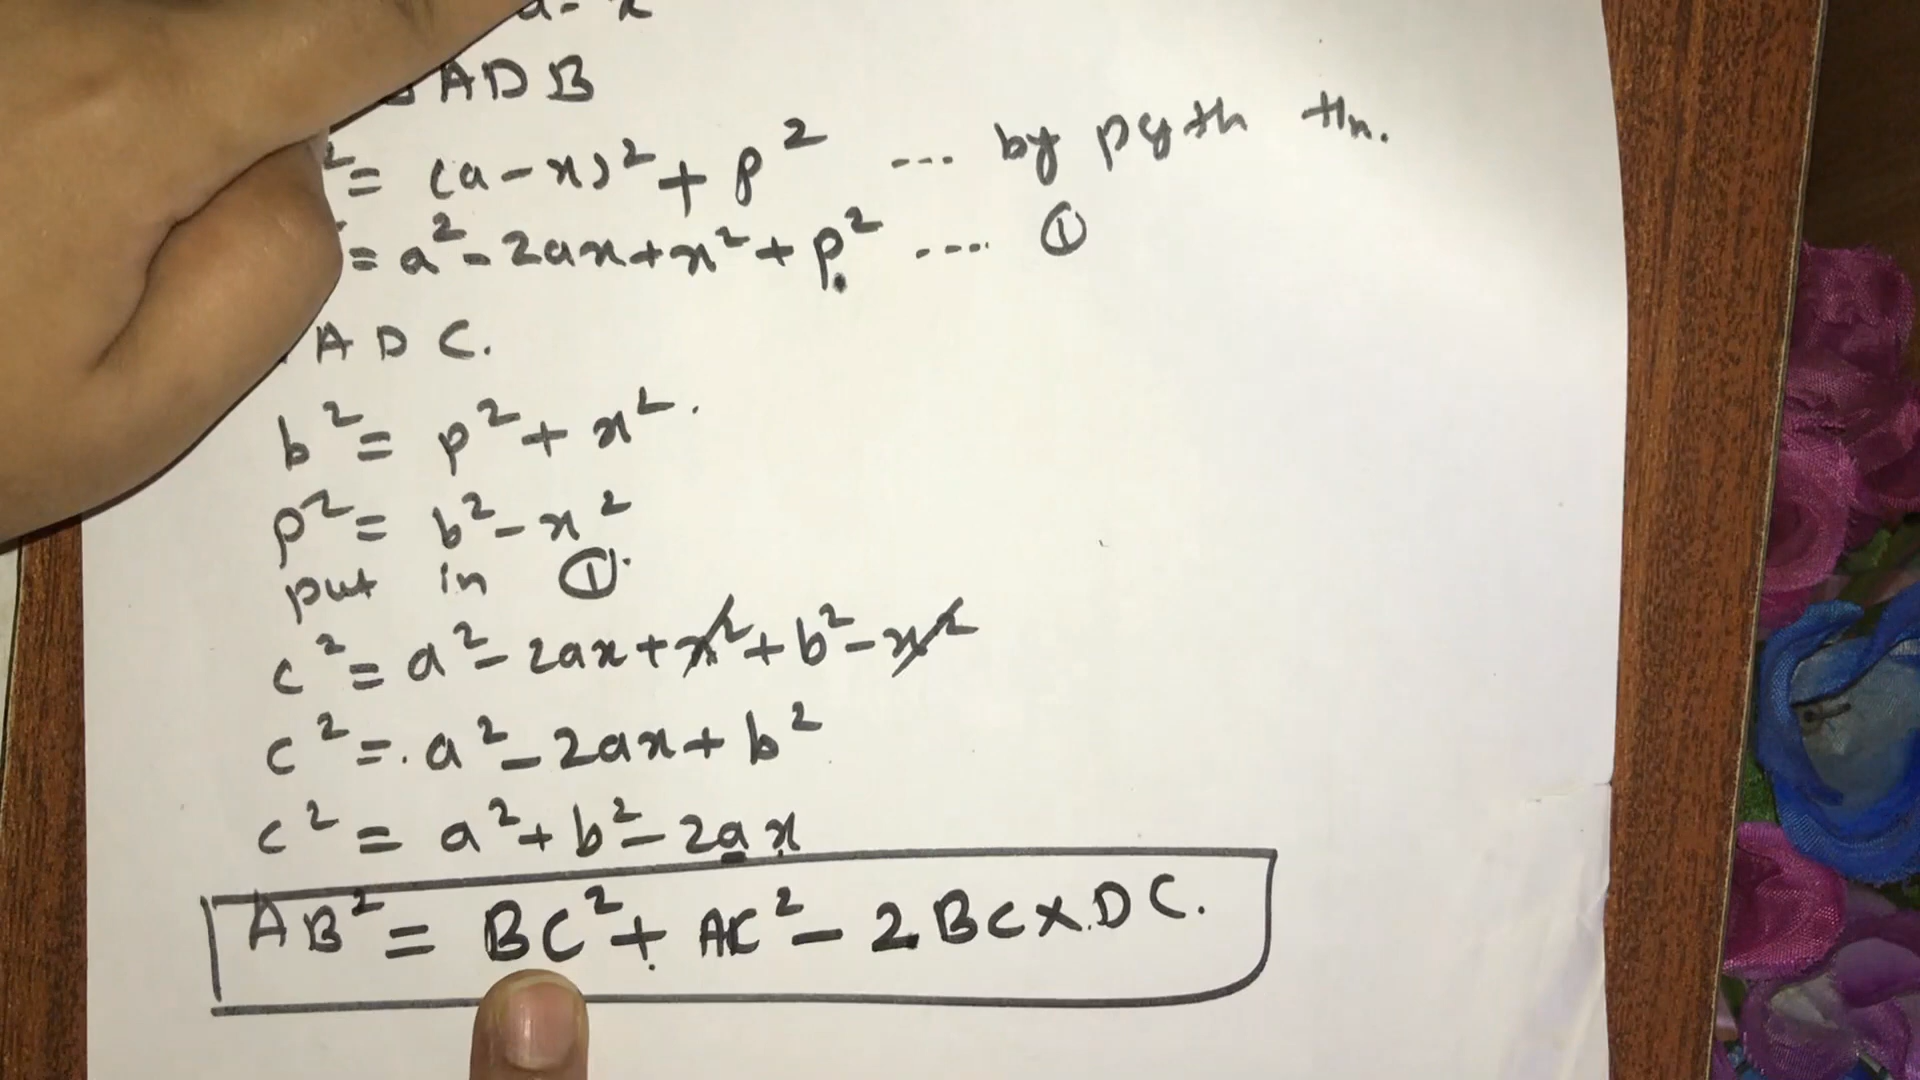 a - x
ADB
² = (a-x)² + p² ... by pyth thm.
= a² - 2ax + x² + p² .... ①
ADC.
b² = p² + x².
p² = b² - x²
put in ①.
c² = a² - 2ax + x² + b² - x²
c² = . a² - 2ax + b²
c² = a² + b² - 2ax
AB² = BC² + AC² - 2BC×DC.